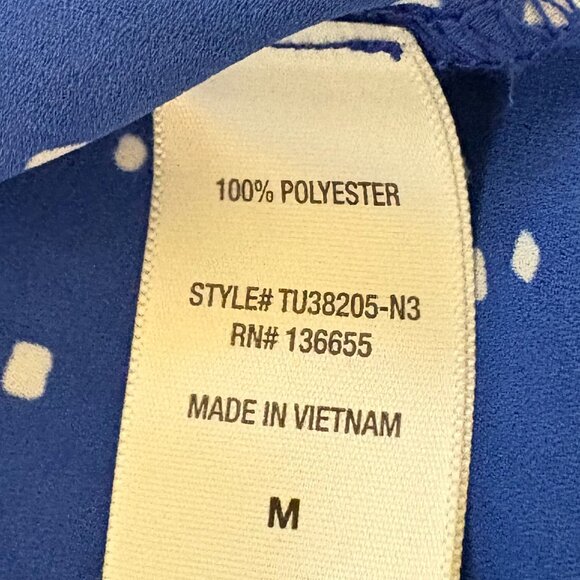 100% POLYESTER
STYLE# TU38205-N3
RN# 136655
MADE IN VIETNAM
M